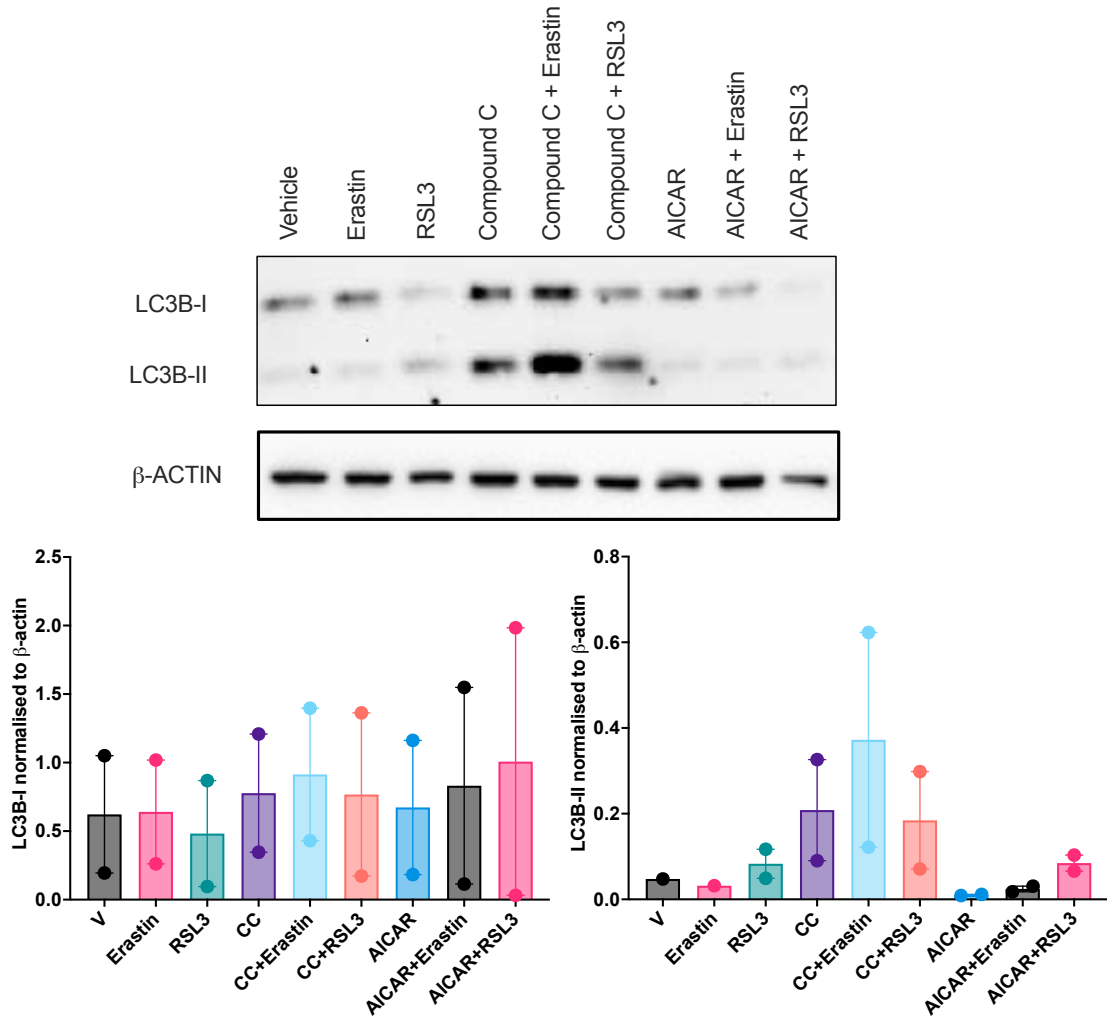 Vehicle
Erastin
RSL3
Compound C
Compound C + Erastin
Compound C + RSL3
AICAR
AICAR + Erastin
AICAR + RSL3
LC3B-I
LC3B-II
β-ACTIN
LC3B-I normalised to β-actin
2.5
2.0
1.5
1.0
0.5
0.0
V
Erastin
RSL3
CC
CC+Erastin
CC+RSL3
AICAR
AICAR+Erastin
AICAR+RSL3
LC3B-II normalised to β-actin
0.8
0.6
0.4
0.2
0.0
V
Erastin
RSL3
CC
CC+Erastin
CC+RSL3
AICAR
AICAR+Erastin
AICAR+RSL3